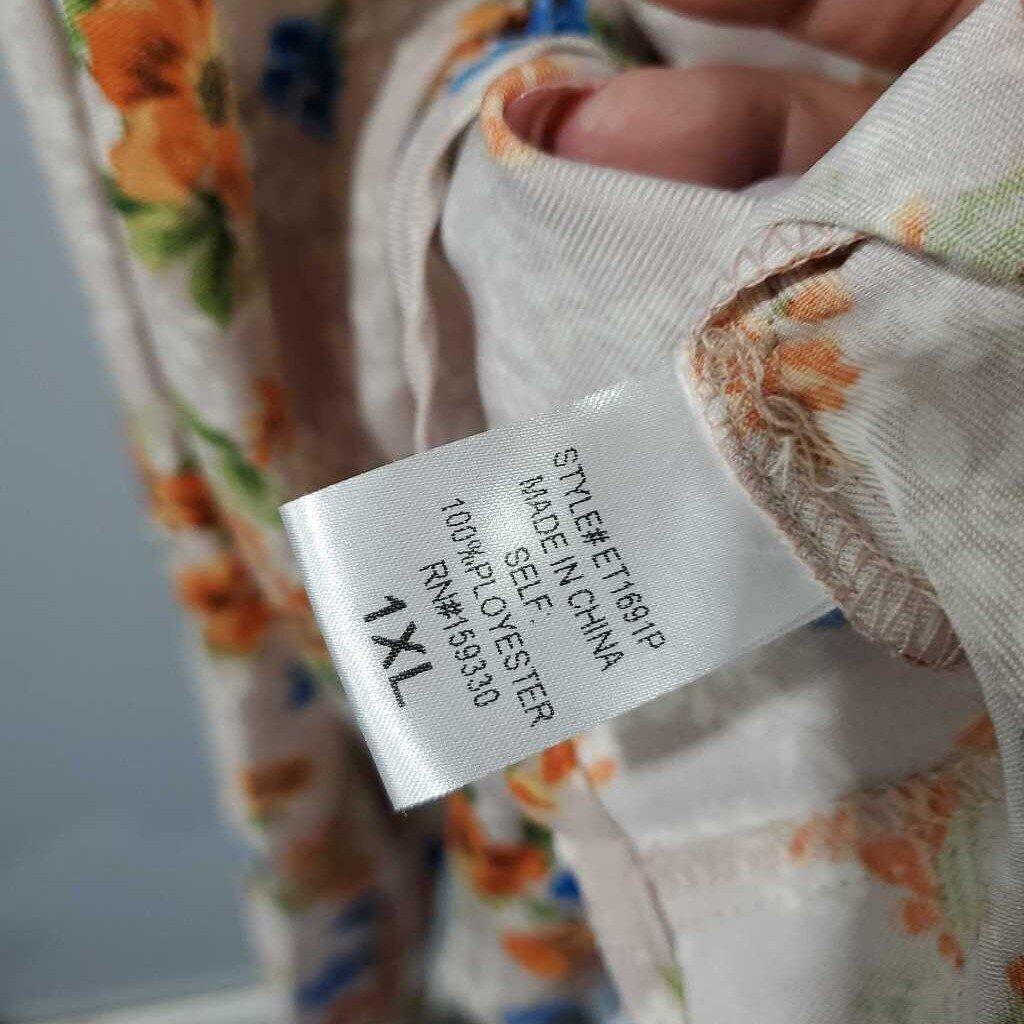 STYLE#ET1691P
MADE IN CHINA
SELF:
100%PLOYESTER
RN#159330
1XL